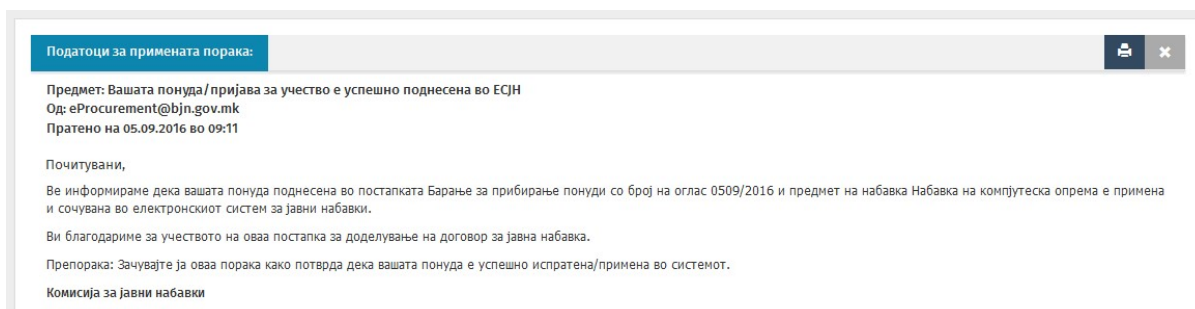 Податоци за примената порака:
Предмет: Вашата понуда/пријава за учество е успешно поднесена во ЕСЈН
Од: eProcurement@bjn.gov.mk
Пратено на 05.09.2016 во 09:11
Почитувани,
Ве информираме дека вашата понуда поднесена во постапката Барање за прибирање понуди со број на оглас 0509/2016 и предмет на набавка Набавка на компјутеска опрема е примена
и сочувана во електронскиот систем за јавни набавки.
Ви благодариме за учеството на оваа постапка за доделување на договор за јавна набавка.
Препорака: Зачувајте ја оваа порака како потврда дека вашата понуда е успешно испратена/примена во системот.
Комисија за јавни набавки